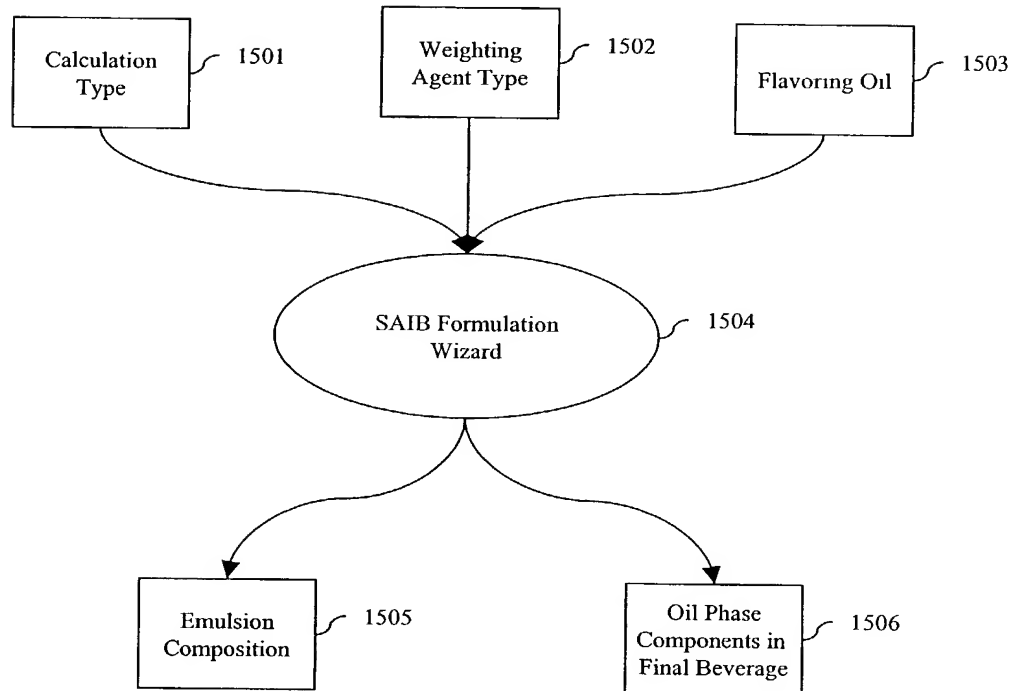 Calculation
Type
1501
Weighting
Agent Type
1502
Flavoring Oil
1503
SAIB Formulation
Wizard
1504
Emulsion
Composition
1505
Oil Phase
Components in
Final Beverage
1506